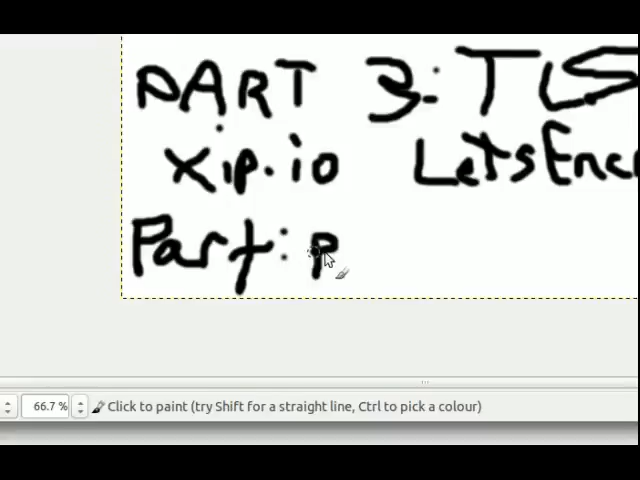 PART 3: TLS
xip.io LetsEnc
Part: P
66.7 % Click to paint (try Shift for a straight line, Ctrl to pick a colour)